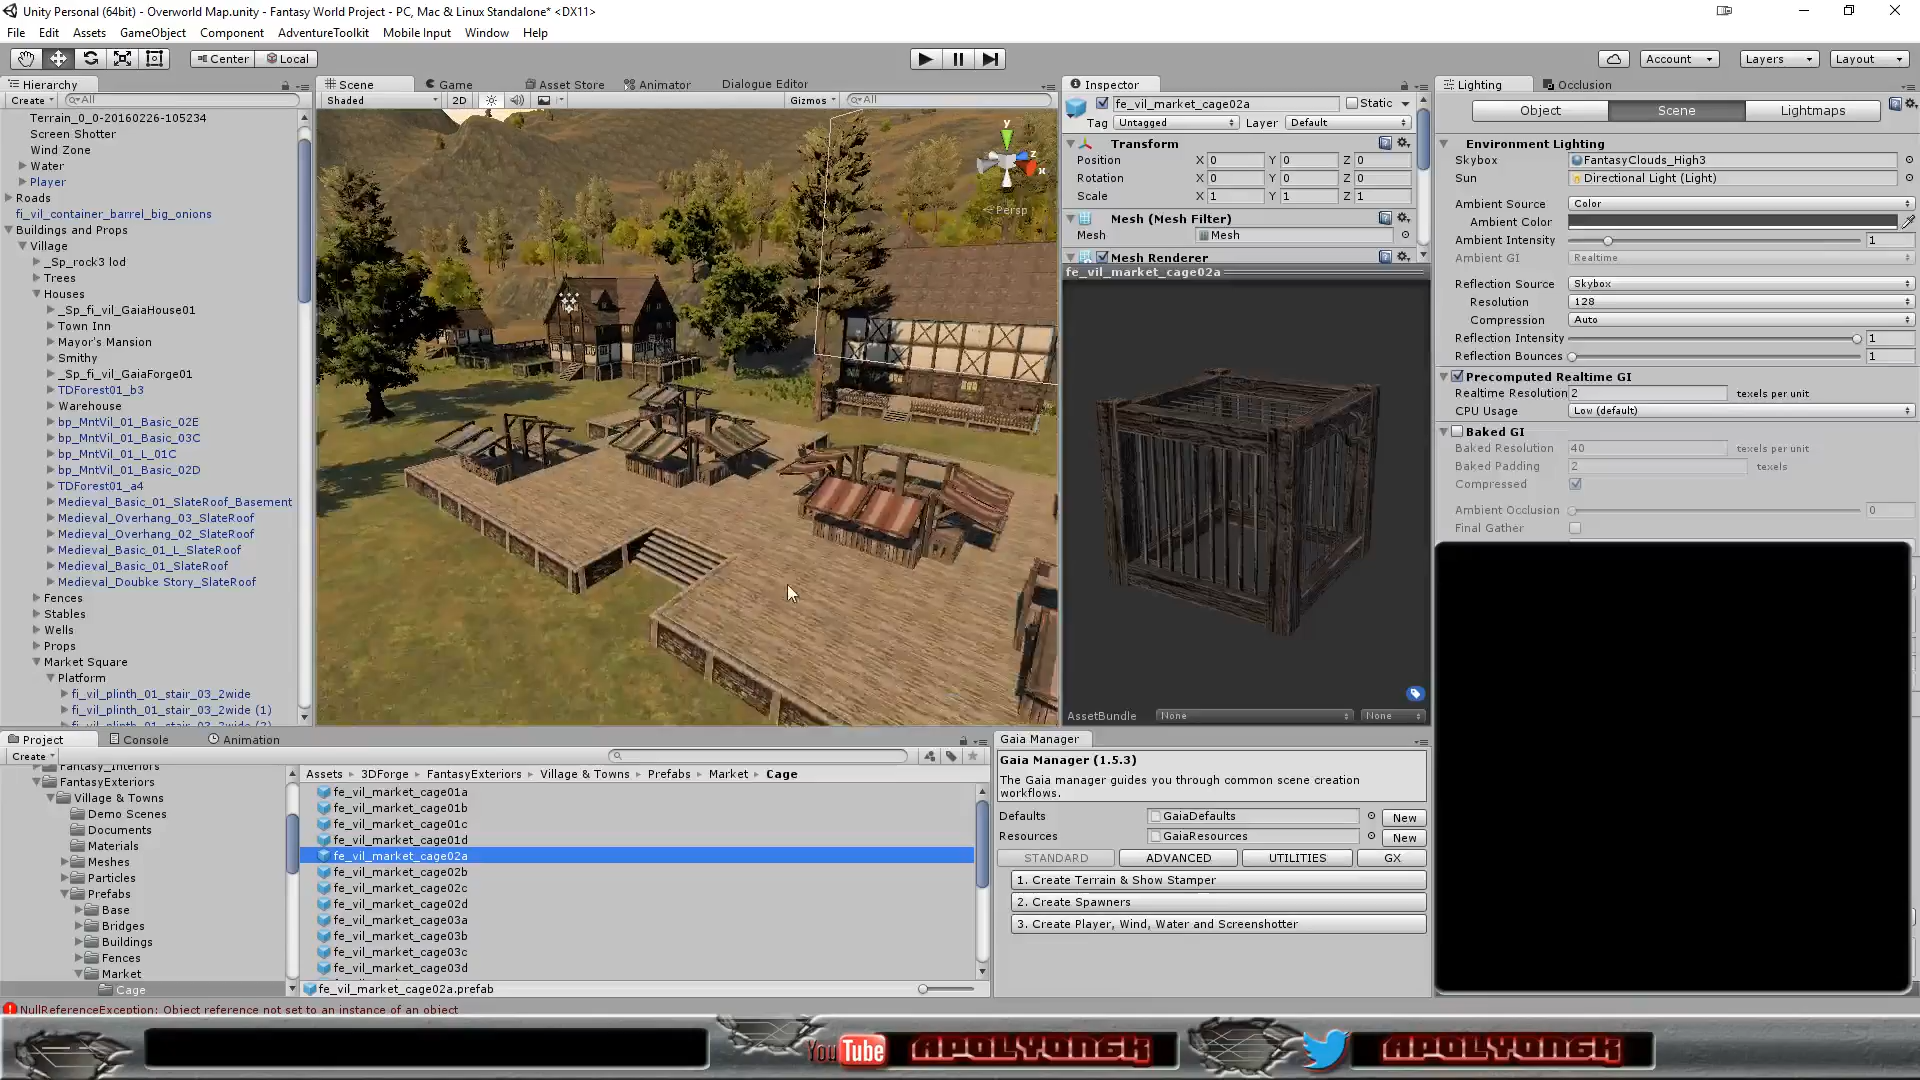 Unity Personal (64bit) - Overworld Map.unity - Fantasy World Project - PC, Mac & Linux Standalone* <DX11>
File Edit Assets GameObject Component AdventureToolkit Mobile Input Window Help
Center Local Account Layers Layout
Hierarchy
Create All
Terrain_0_0-20160226-105234
Screen Shotter
Wind Zone
Water
Player
Roads
fi_vil_container_barrel_big_onions
Buildings and Props
Village
_Sp_rock3 lod
Trees
Houses
_Sp_fi_vil_GaiaHouse01
Town Inn
Mayor's Mansion
Smithy
_Sp_fi_vil_GaiaForge01
TDForest01_b3
Warehouse
bp_MntVil_01_Basic_02E
bp_MntVil_01_Basic_03C
bp_MntVil_01_L_01C
bp_MntVil_01_Basic_02D
TDForest01_a4
Medieval_Basic_01_SlateRoof_Basement
Medieval_Overhang_03_SlateRoof
Medieval_Overhang_02_SlateRoof
Medieval_Basic_01_L_SlateRoof
Medieval_Basic_01_SlateRoof
Medieval_Doubke Story_SlateRoof
Fences
Stables
Wells
Props
Market Square
Platform
fi_vil_plinth_01_stair_03_2wide
fi_vil_plinth_01_stair_03_2wide (1)
fi_vil_plinth_01_stair_03_2wide (2)
Scene Game Asset Store Animator Dialogue Editor
Shaded 2D Gizmos All
y
z
x
Persp
Inspector
fe_vil_market_cage02a Static
Tag Untagged Layer Default
Transform
Position X 0 Y 0 Z 0
Rotation X 0 Y 0 Z 0
Scale X 1 Y 1 Z 1
Mesh (Mesh Filter)
Mesh Mesh
Mesh Renderer
fe_vil_market_cage02a
AssetBundle None None
Lighting Occlusion
Object Scene Lightmaps
Environment Lighting
Skybox FantasyClouds_High3
Sun Directional Light (Light)
Ambient Source Color
Ambient Color
Ambient Intensity 1
Ambient GI Realtime
Reflection Source Skybox
Resolution 128
Compression Auto
Reflection Intensity 1
Reflection Bounces 1
Precomputed Realtime GI
Realtime Resolution 2 texels per unit
CPU Usage Low (default)
Baked GI
Baked Resolution 40 texels per unit
Baked Padding 2 texels
Compressed
Ambient Occlusion 0
Final Gather
Project Console Animation
Create
Fantasy_Interiors
FantasyExteriors
Village & Towns
Demo Scenes
Documents
Materials
Meshes
Particles
Prefabs
Base
Bridges
Buildings
Fences
Market
Cage
Assets 3DForge FantasyExteriors Village & Towns Prefabs Market Cage
fe_vil_market_cage01a
fe_vil_market_cage01b
fe_vil_market_cage01c
fe_vil_market_cage01d
fe_vil_market_cage02a
fe_vil_market_cage02b
fe_vil_market_cage02c
fe_vil_market_cage02d
fe_vil_market_cage03a
fe_vil_market_cage03b
fe_vil_market_cage03c
fe_vil_market_cage03d
fe_vil_market_cage02a.prefab
Gaia Manager
Gaia Manager (1.5.3)
The Gaia manager guides you through common scene creation
workflows.
Defaults GaiaDefaults New
Resources GaiaResources New
STANDARD ADVANCED UTILITIES GX
1. Create Terrain & Show Stamper
2. Create Spawners
3. Create Player, Wind, Water and Screenshotter
NullReferenceException: Object reference not set to an instance of an object
YouTube APOLYON6K APOLYON6K